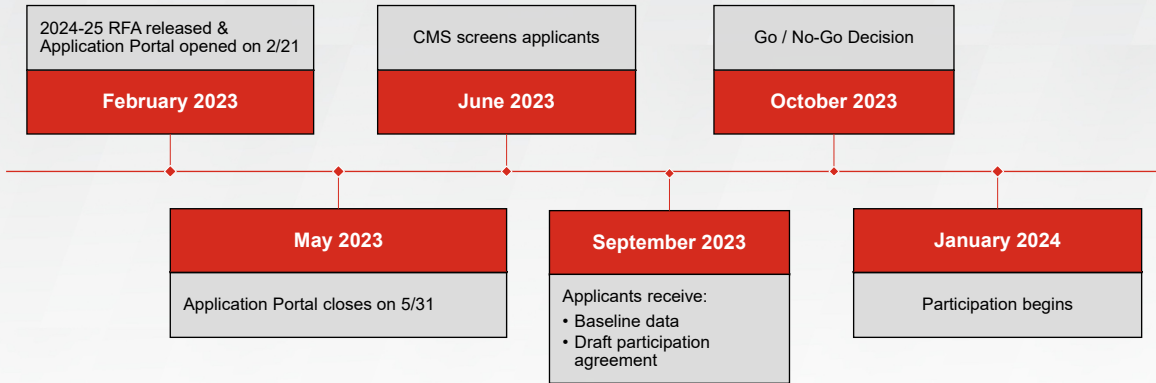 2024-25 RFA released &
Application Portal opened on 2/21
February 2023
CMS screens applicants
June 2023
Go / No-Go Decision
October 2023
May 2023
Application Portal closes on 5/31
September 2023
Applicants receive:
• Baseline data
• Draft participation
agreement
January 2024
Participation begins